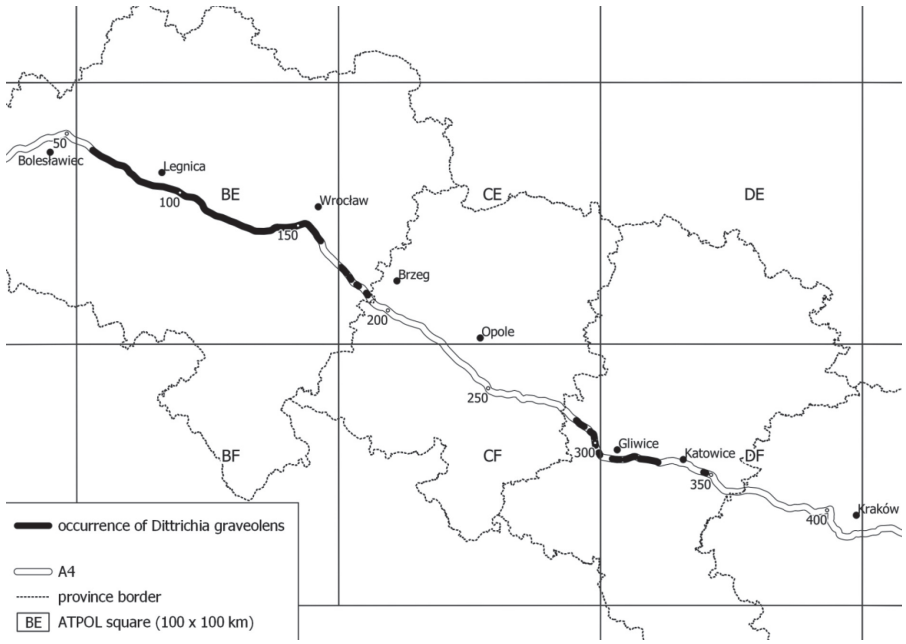 50
Bolesławiec
Legnica
100
BE
Wrocław
150
CE
DE
Brzeg
200
Opole
250
BF
CF
300
Gliwice
Katowice
DF
350
400
Kraków
occurrence of Dittrichia graveolens
A4
province border
BE ATPOL square (100 x 100 km)